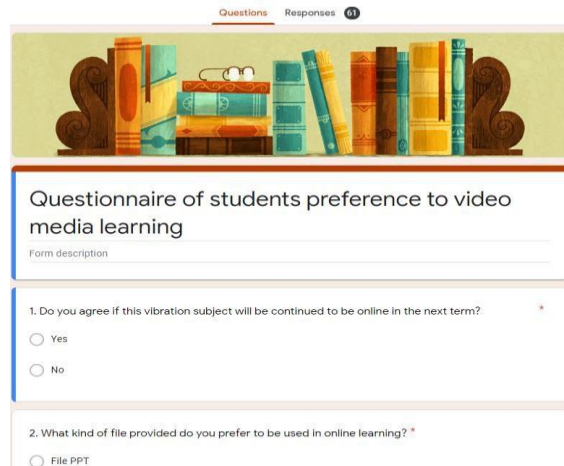 Questions Responses 61
Questionnaire of students preference to video
media learning
Form description
1. Do you agree if this vibration subject will be continued to be online in the next term? *
Yes
No
2. What kind of file provided do you prefer to be used in online learning? *
File PPT